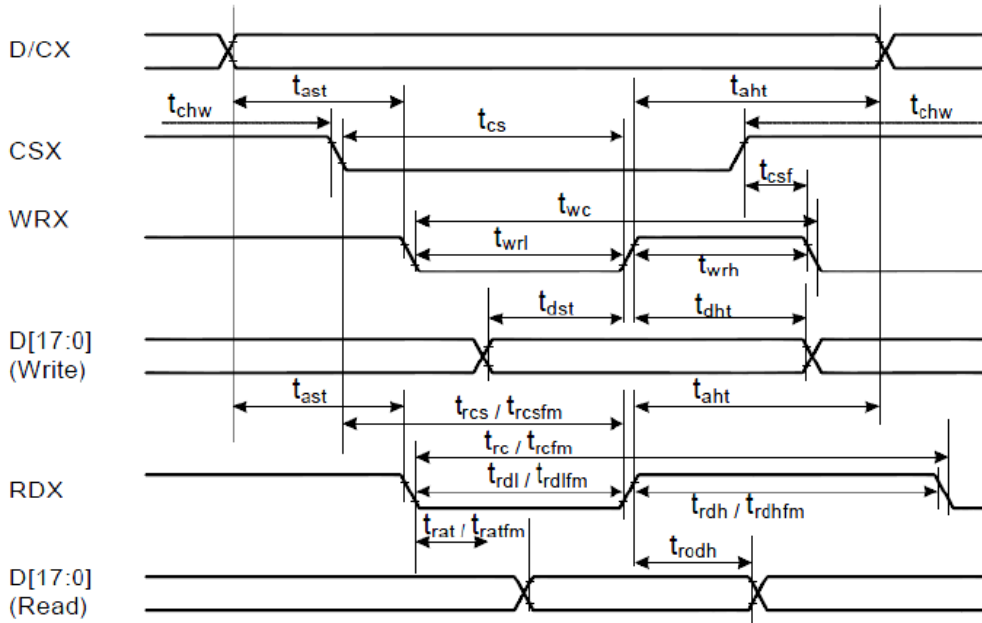 D/CX
t_ast t_aht
t_chw t_cs t_chw
CSX
t_csf
WRX
t_wc
t_wrl t_wrh
t_dst t_dht
D[17:0]
(Write)
t_ast t_aht
t_rcs / t_rcsfm
t_rc / t_rcfm
RDX
t_rdl / t_rdlfm
t_rdh / t_rdhfm
t_rat / t_ratfm
t_rodh
D[17:0]
(Read)